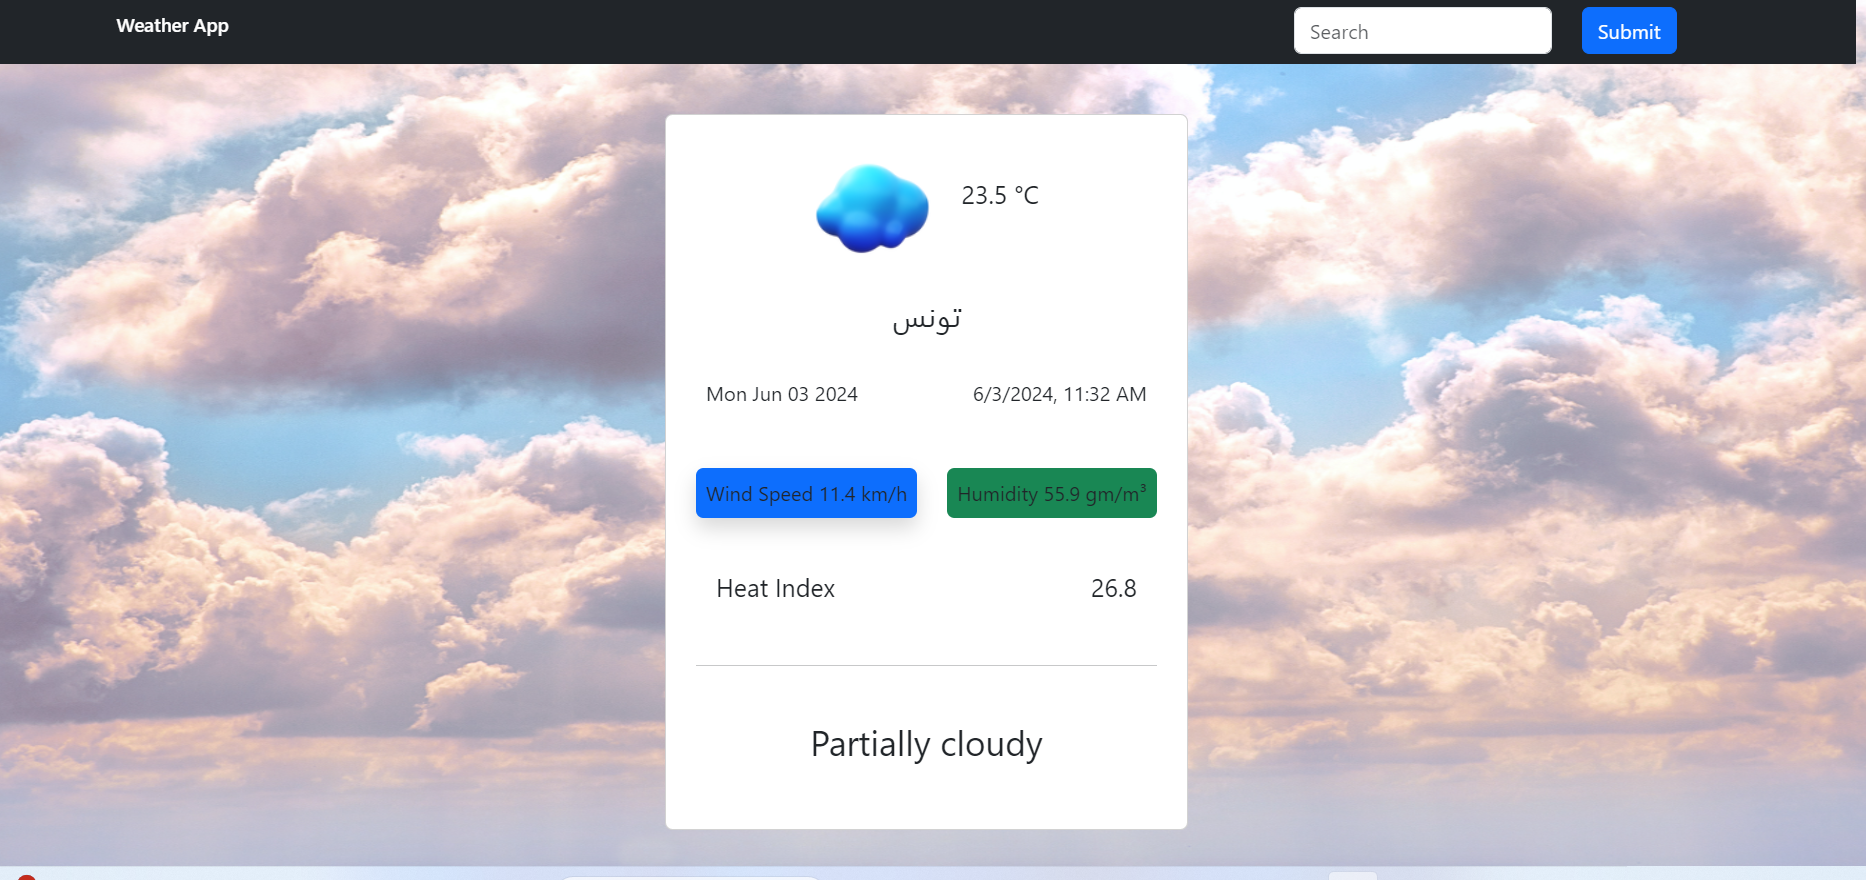 Weather App
Search
Submit
23.5 °C
تونس
Mon Jun 03 2024
6/3/2024, 11:32 AM
Wind Speed 11.4 km/h
Humidity 55.9 gm/m³
Heat Index
26.8
Partially cloudy